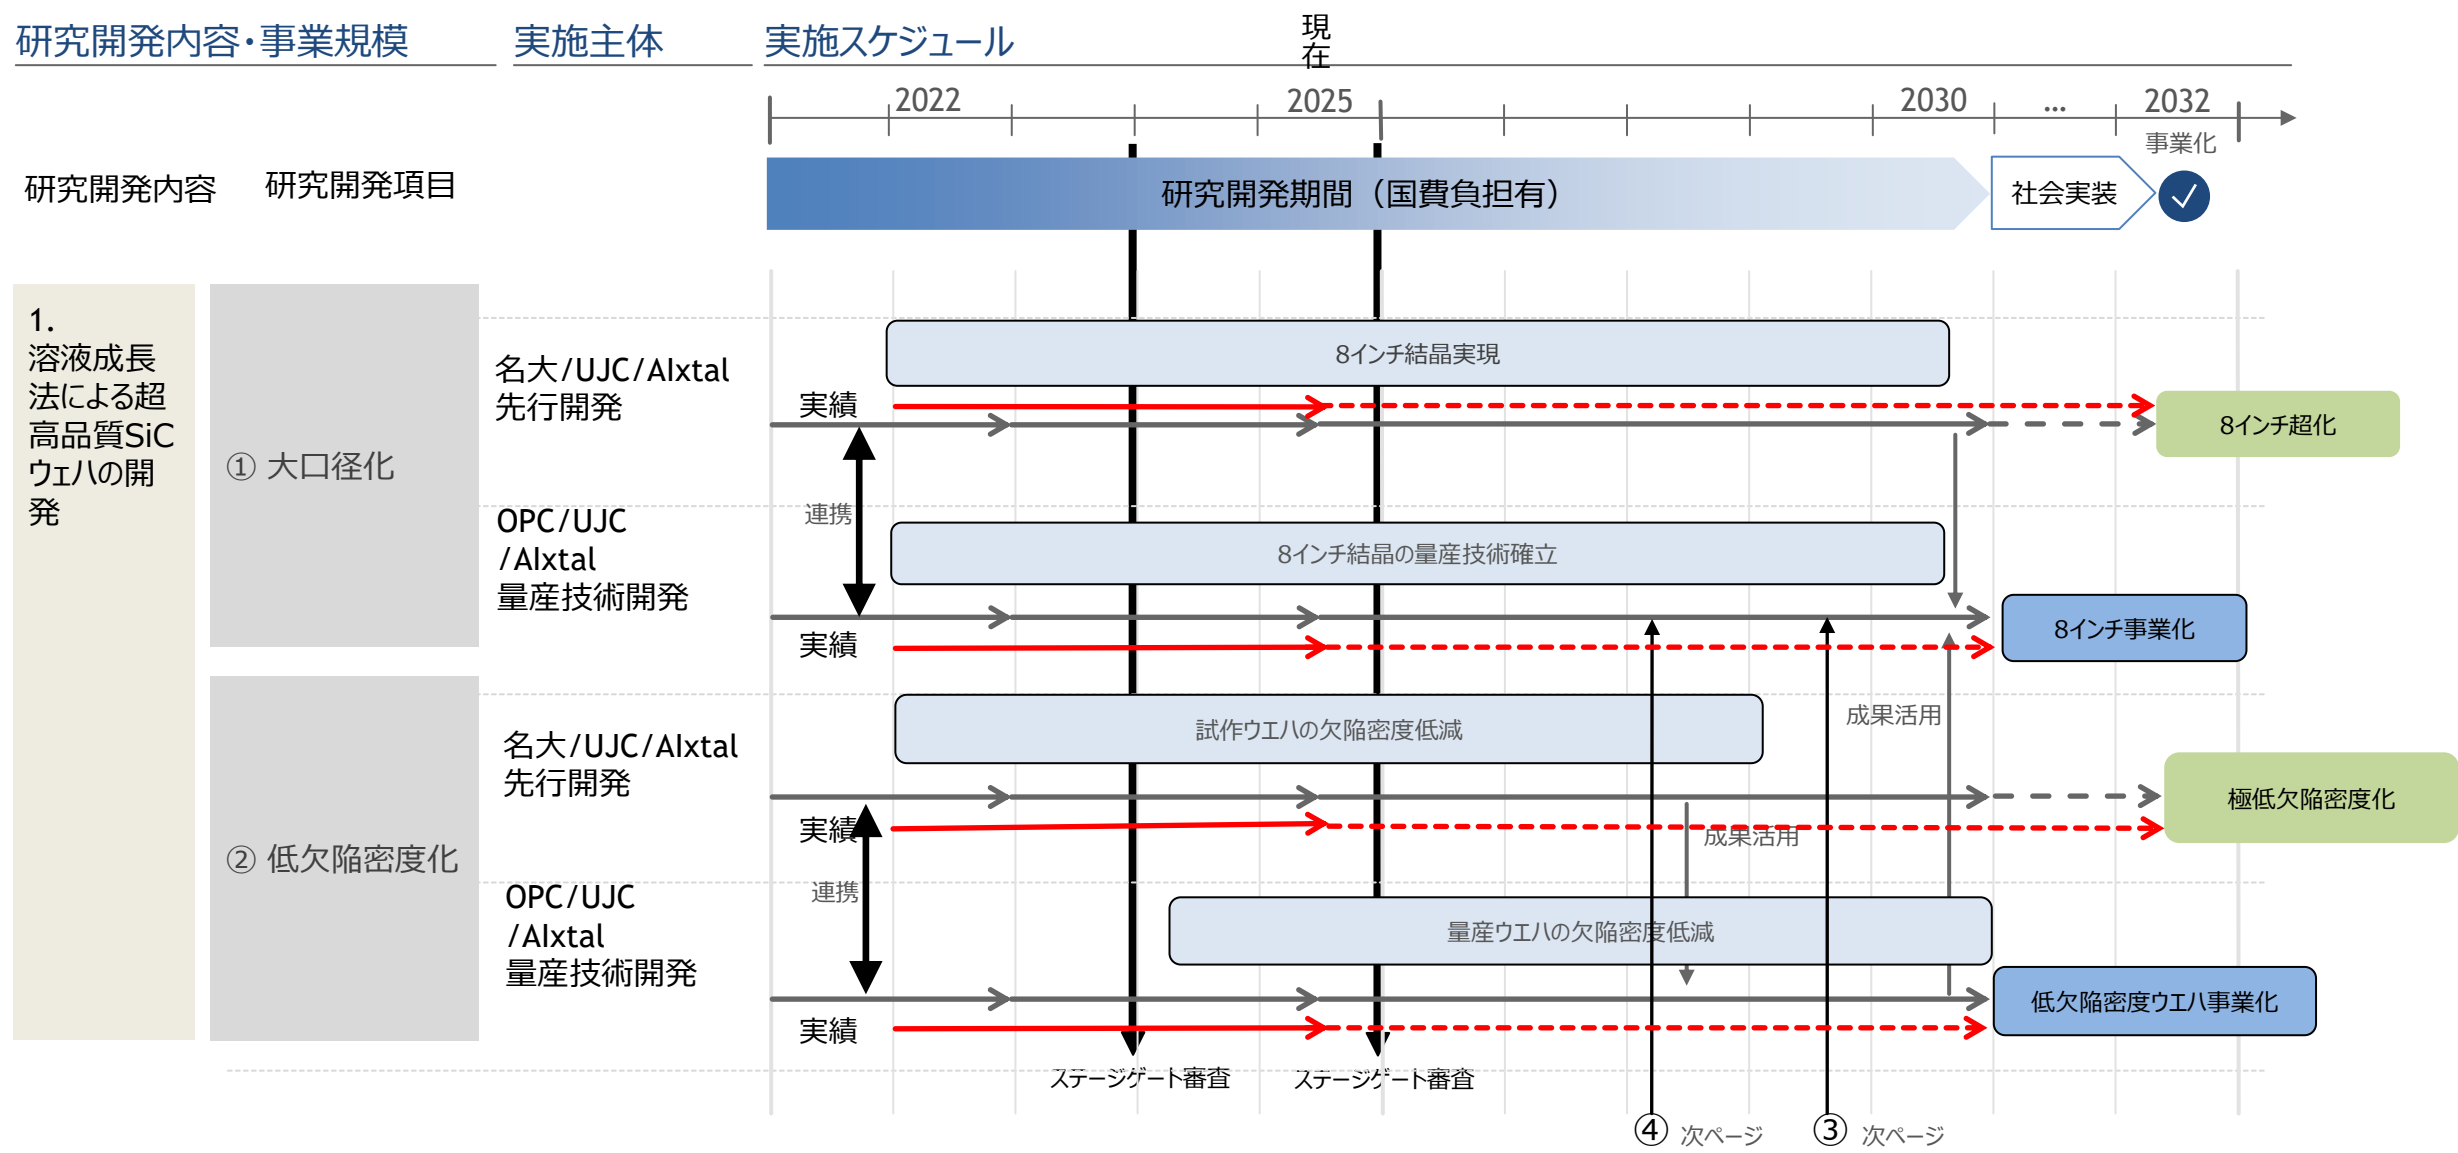 研究開発内容・事業規模
実施主体
実施スケジュール
現
在
2022
2025
2030
...
2032
事業化
研究開発内容
研究開発項目
研究開発期間（国費負担有）
社会実装
1.
溶液成長
法による超
高品質SiC
ウェハの開
発
① 大口径化
名大/UJC/AIxtal
先行開発
8インチ結晶実現
実績
8インチ超化
連携
OPC/UJC
/AIxtal
量産技術開発
8インチ結晶の量産技術確立
実績
8インチ事業化
② 低欠陥密度化
名大/UJC/AIxtal
先行開発
試作ウエハの欠陥密度低減
成果活用
実績
成果活用
極低欠陥密度化
連携
OPC/UJC
/AIxtal
量産技術開発
量産ウエハの欠陥密度低減
実績
低欠陥密度ウエハ事業化
ステージゲート審査
ステージゲート審査
④ 次ページ
③ 次ページ